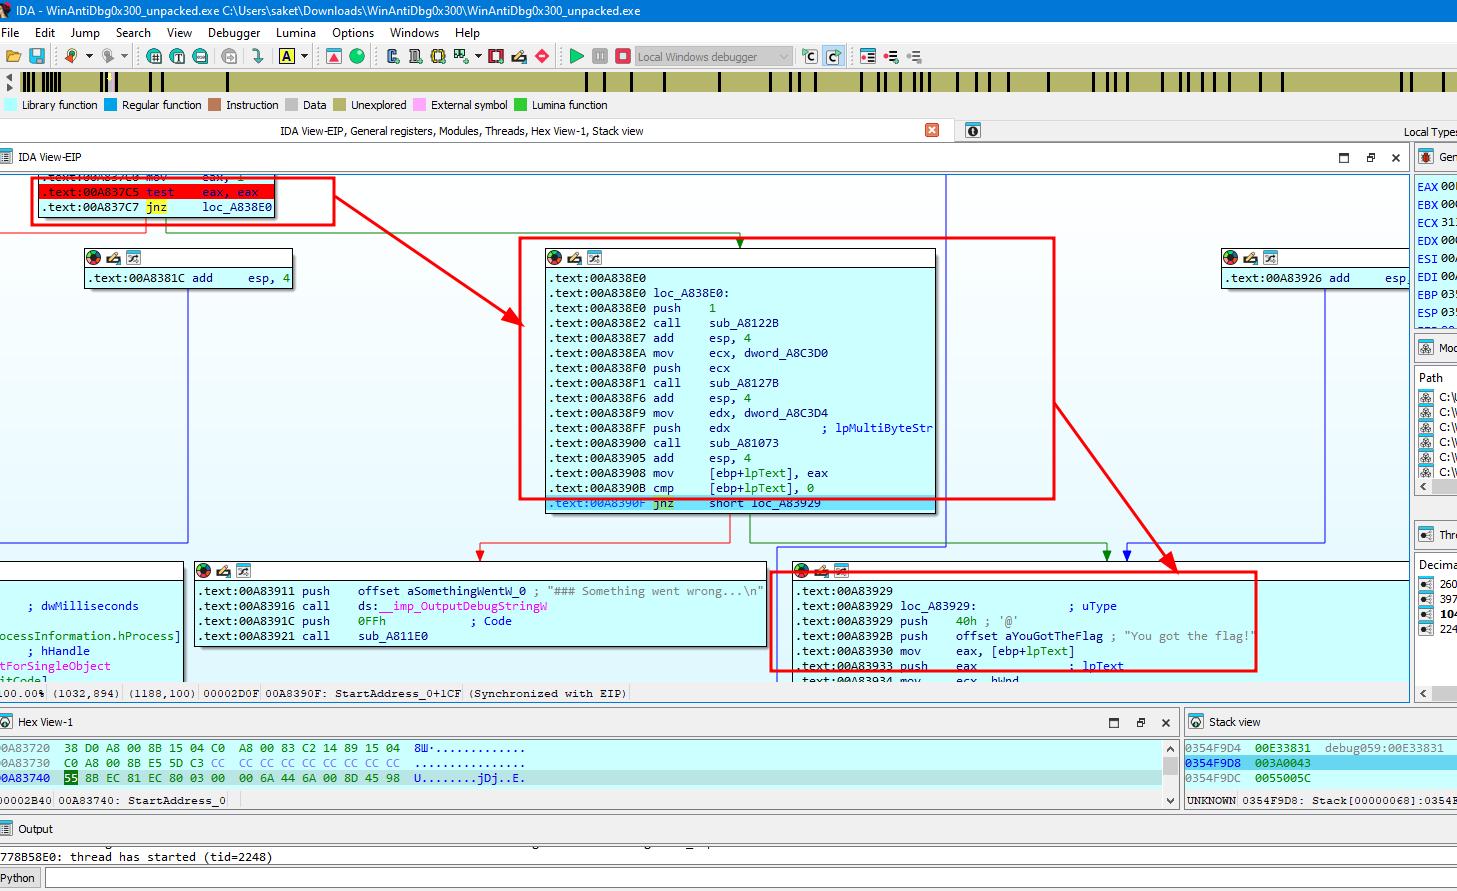 IDA - WinAntiDbg0x300_unpacked.exe C:\Users\saket\Downloads\WinAntiDbg0x300\WinAntiDbg0x300_unpacked.exe
File Edit Jump Search View Debugger Lumina Options Windows Help
Local Windows debugger
Library function Regular function Instruction Data Unexplored External symbol Lumina function
IDA View-EIP, General registers, Modules, Threads, Hex View-1, Stack view
Local Types
IDA View-EIP
Gen
.text:00A837C0 mov eax, 1
.text:00A837C5 test eax, eax
.text:00A837C7 jnz loc_A838E0
.text:00A8381C add esp, 4
.text:00A838E0
.text:00A838E0 loc_A838E0:
.text:00A838E0 push 1
.text:00A838E2 call sub_A8122B
.text:00A838E7 add esp, 4
.text:00A838EA mov ecx, dword_A8C3D0
.text:00A838F0 push ecx
.text:00A838F1 call sub_A8127B
.text:00A838F6 add esp, 4
.text:00A838F9 mov edx, dword_A8C3D4
.text:00A838FF push edx ; lpMultiByteStr
.text:00A83900 call sub_A81073
.text:00A83905 add esp, 4
.text:00A83908 mov [ebp+lpText], eax
.text:00A8390B cmp [ebp+lpText], 0
.text:00A8390F jnz short loc_A83929
.text:00A83926 add esp,
EAX 00
EBX 00
ECX 31
EDX 00
ESI 00
EDI 00
EBP 035
ESP 035
Mod
Path
C:\
C:\
C:\
C:\
C:\
C:\
; dwMilliseconds
ocessInformation.hProcess]
; hHandle
tForSingleObject
itCode]
.text:00A83911 push offset aSomethingWentW_0 ; "### Something went wrong...\n"
.text:00A83916 call ds:__imp_OutputDebugStringW
.text:00A8391C push 0FFh ; Code
.text:00A83921 call sub_A811E0
.text:00A83929
.text:00A83929 loc_A83929: ; uType
.text:00A83929 push 40h ; '@'
.text:00A8392B push offset aYouGotTheFlag ; "You got the flag!"
.text:00A83930 mov eax, [ebp+lpText]
.text:00A83933 push eax ; lpText
.text:00A83934 mov ecx, hWnd
Thre
Decima
260
397
104
224
100.00% (1032,894) (1188,100) 00002D0F 00A8390F: StartAddress_0+1CF (Synchronized with EIP)
Hex View-1
00A83720 38 D0 A8 00 8B 15 04 C0 A8 00 83 C2 14 89 15 04
00A83730 C0 A8 00 8B E5 5D C3 CC CC CC CC CC CC CC CC CC ................
00A83740 55 8B EC 81 EC 80 03 00 00 6A 44 6A 00 8D 45 98 U........jDj..E.
00002B40 00A83740: StartAddress_0
Stack view
0354F9D4 00E33831 debug059:00E33831
0354F9D8 003A0043
0354F9DC 0055005C
UNKNOWN 0354F9D8: Stack[00000068]:0354F
Output
778B58E0: thread has started (tid=2248)
Python